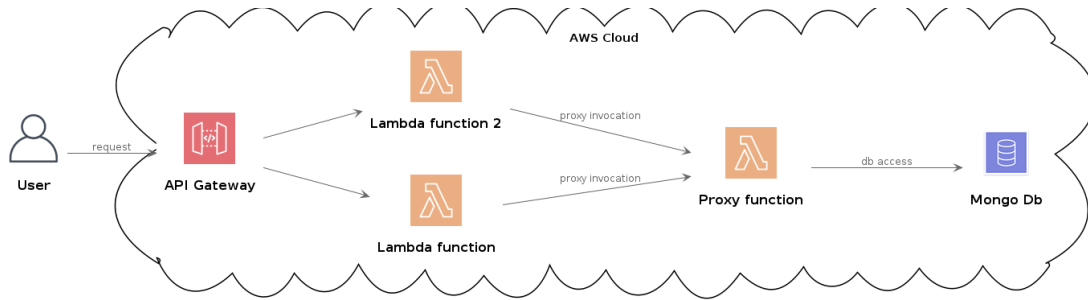 AWS Cloud
request
User
API Gateway
Lambda function 2
Lambda function
proxy invocation
proxy invocation
Proxy function
db access
Mongo Db